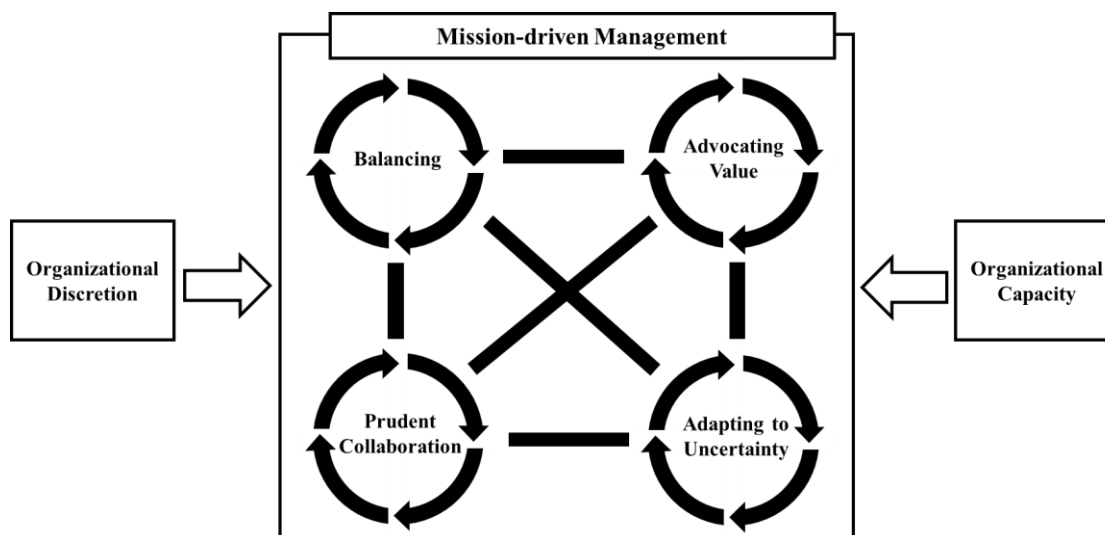 Mission-driven Management
Balancing
Advocating
Value
Organizational
Discretion
Organizational
Capacity
Prudent
Collaboration
Adapting to
Uncertainty